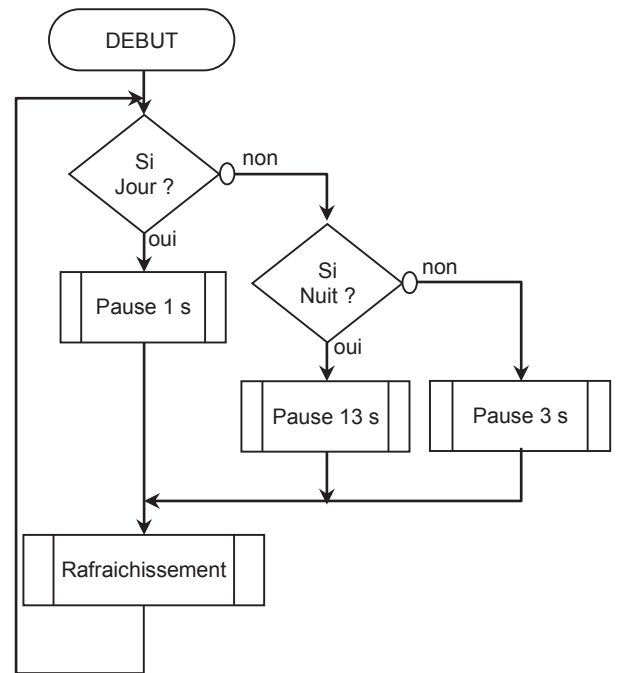 DEBUT
Si
Jour ?
non
oui
Pause 1 s
Si
Nuit ?
non
oui
Pause 13 s
Pause 3 s
Rafraichissement